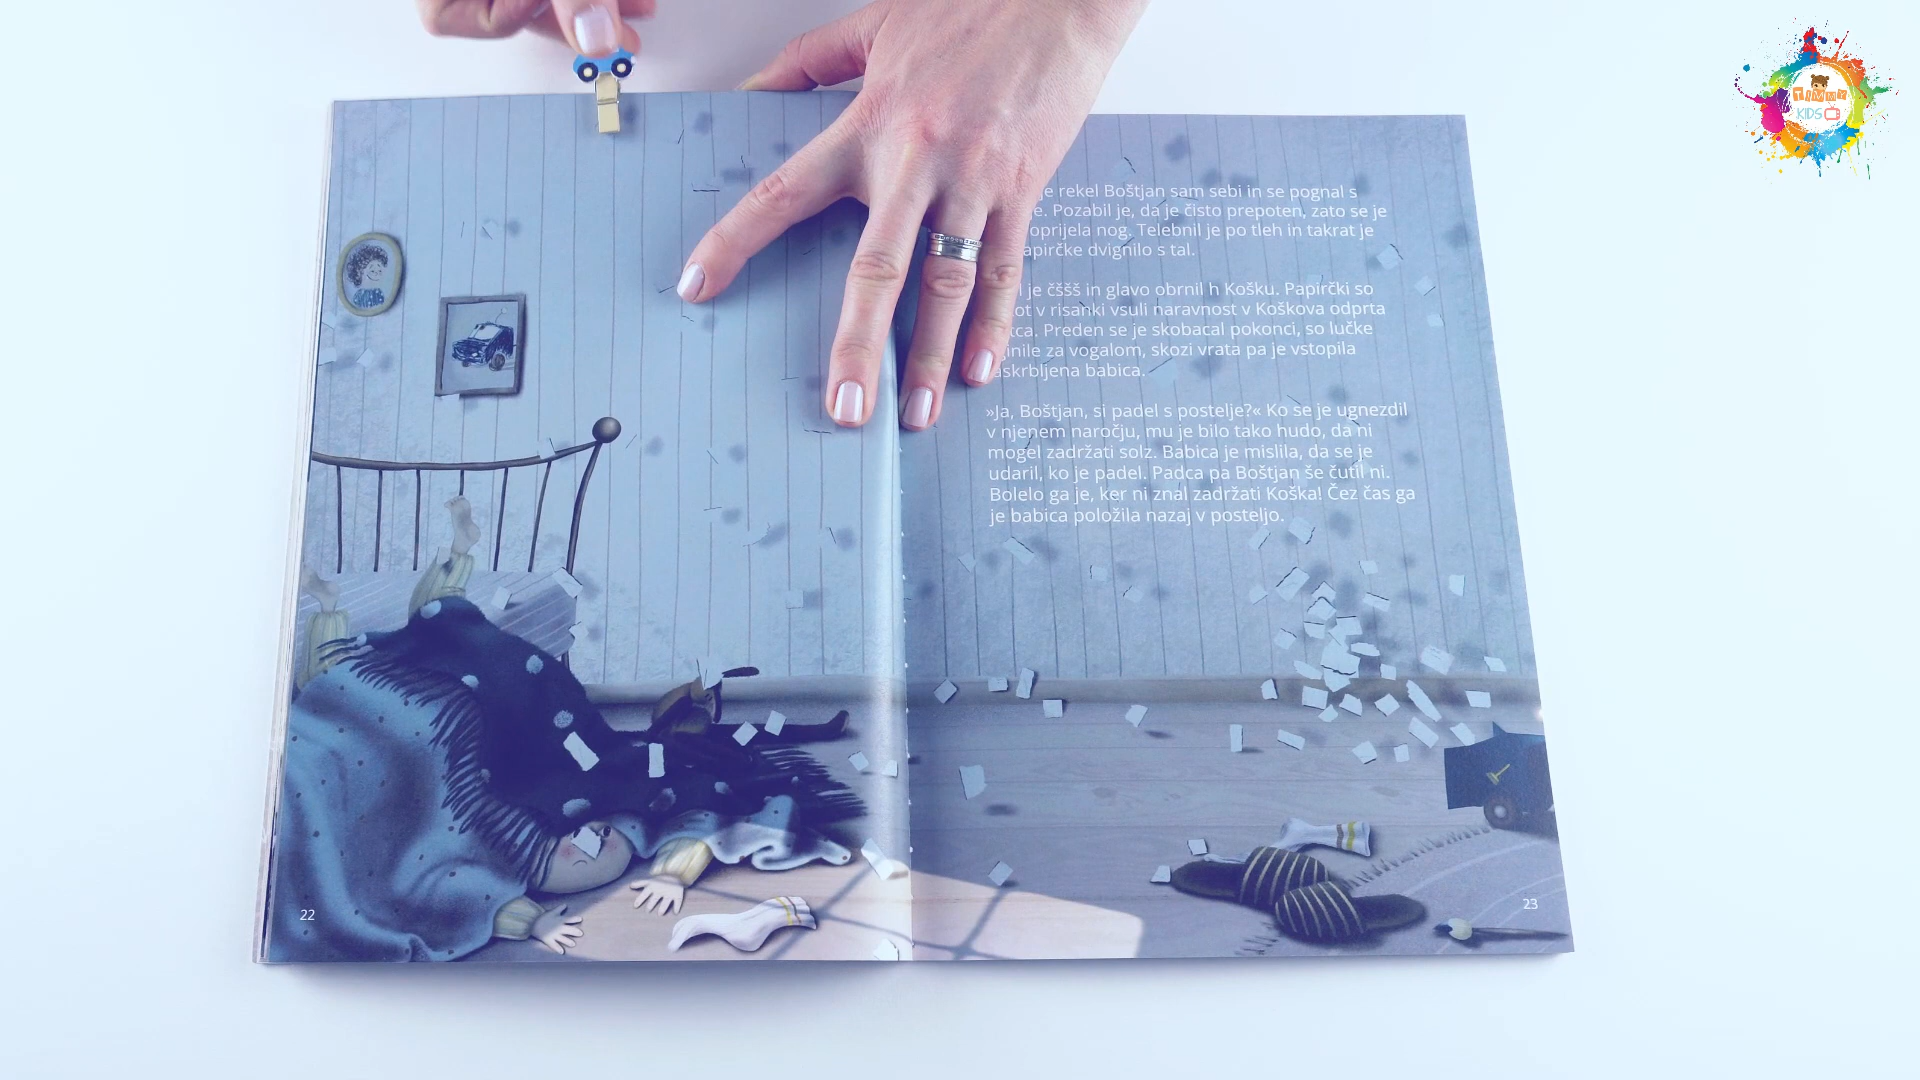 je rekel Boštjan sam sebi in se pognal s
Pozabil je, da je čisto prepoten, zato se je
oprijela nog. Telebnil je po tleh in takrat je
dvignilo s tal.
je čššš in glavo obrnil h Košku. Papirčki so
v risanki vsuli naravnost v Koškova odprta
Preden se je skobacal pokonci, so lučke
za vogalom, skozi vrata pa je vstopila
babica.
»Ja, Boštjan, si padel s postelje?« Ko se je ugnezdil
v njenem naročju, mu je bilo tako hudo, da ni
mogel zadržati solz. Babica je mislila, da se je
udaril, ko je padel. Padca pa Boštjan še čutil ni.
Bolelo ga je, ker ni znal zadržati Koška! Čez čas ga
je babica položila nazaj v posteljo.
22
23
TIMMY
KIDS